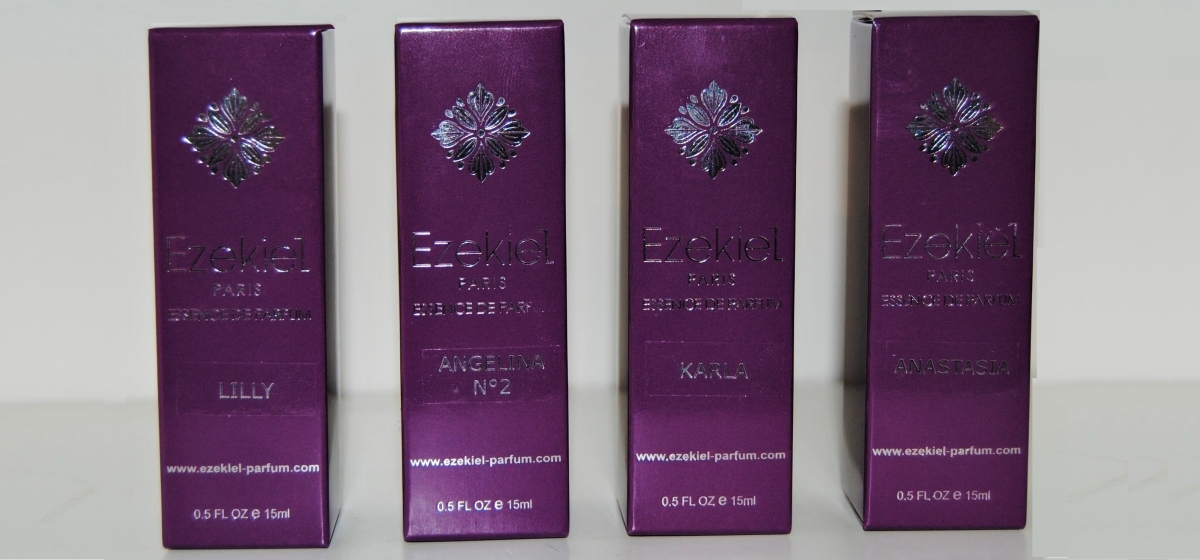 Ezekiel
PARIS
ESSENCE DE PARFUM
LILLY
www.ezekiel-parfum.com
0.5 FL OZ e 15ml
Ezekiel
PARIS
ESSENCE DE PARFUM
ANGELINA
Nº2
www.ezekiel-parfum.com
0.5 FL OZ e 15ml
Ezekiel
PARIS
ESSENCE DE PARFUM
KARLA
www.ezekiel-parfum.com
0.5 FL OZ e 15ml
Ezekiel
PARIS
ESSENCE DE PARFUM
ANASTASIA
www.ezekiel-parfum.com
0.5 FL OZ e 15ml